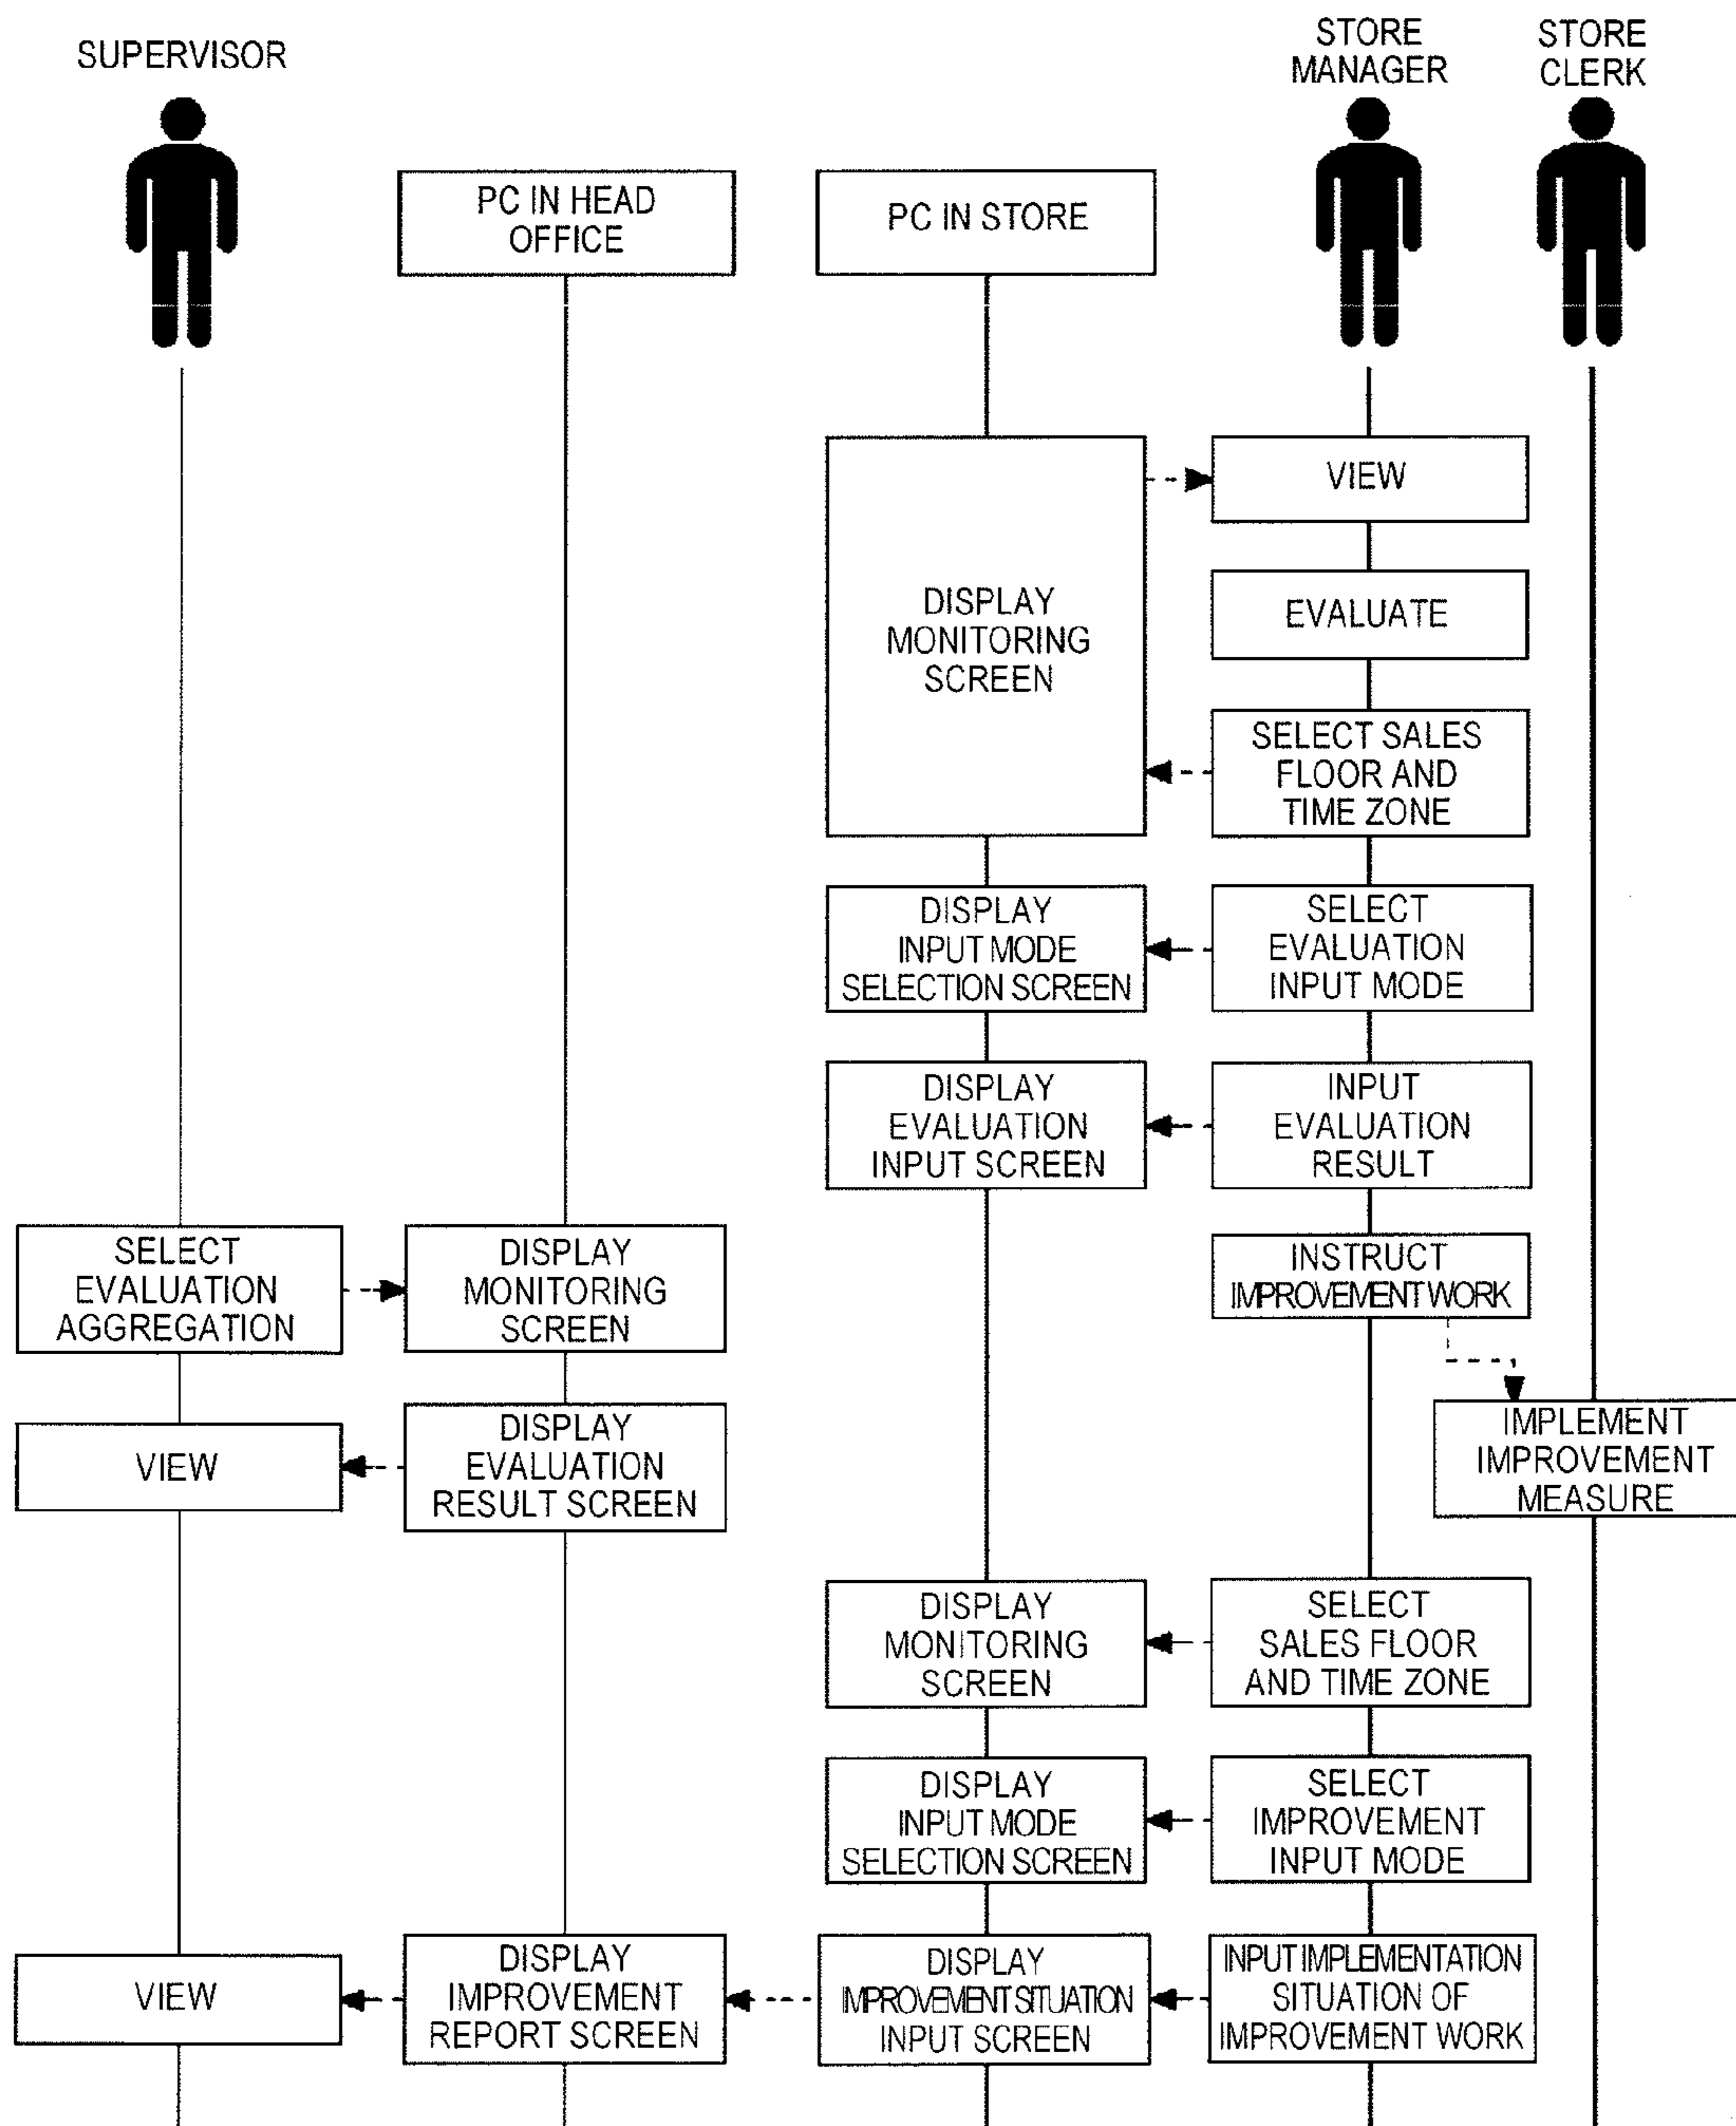 SUPERVISOR
STORE
MANAGER
STORE
CLERK
PC IN HEAD
OFFICE
PC IN STORE
DISPLAY
MONITORING
SCREEN
VIEW
EVALUATE
SELECT SALES
FLOOR AND
TIME ZONE
DISPLAY
INPUT MODE
SELECTION SCREEN
SELECT
EVALUATION
INPUT MODE
DISPLAY
EVALUATION
INPUT SCREEN
INPUT
EVALUATION
RESULT
SELECT
EVALUATION
AGGREGATION
DISPLAY
MONITORING
SCREEN
INSTRUCT
IMPROVEMENT WORK
VIEW
DISPLAY
EVALUATION
RESULT SCREEN
IMPLEMENT
IMPROVEMENT
MEASURE
DISPLAY
MONITORING
SCREEN
SELECT
SALES FLOOR
AND TIME ZONE
DISPLAY
INPUT MODE
SELECTION SCREEN
SELECT
IMPROVEMENT
INPUT MODE
VIEW
DISPLAY
IMPROVEMENT
REPORT SCREEN
DISPLAY
IMPROVEMENT SITUATION
INPUT SCREEN
INPUT IMPLEMENTATION
SITUATION OF
IMPROVEMENT WORK